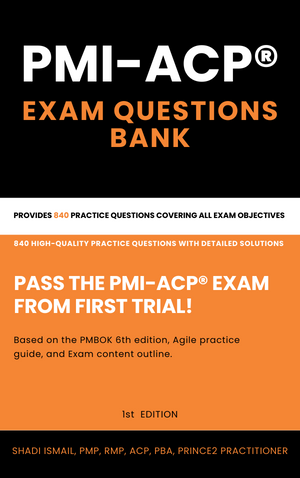 PMI-ACP®
EXAM QUESTIONS
BANK
PROVIDES 840 PRACTICE QUESTIONS COVERING ALL EXAM OBJECTIVES
840 HIGH-QUALITY PRACTICE QUESTIONS WITH DETAILED SOLUTIONS
PASS THE PMI-ACP® EXAM
FROM FIRST TRIAL!
Based on the PMBOK 6th edition, Agile practice
guide, and Exam content outline.
1st EDITION
SHADI ISMAIL, PMP, RMP, ACP, PBA, PRINCE2 PRACTITIONER